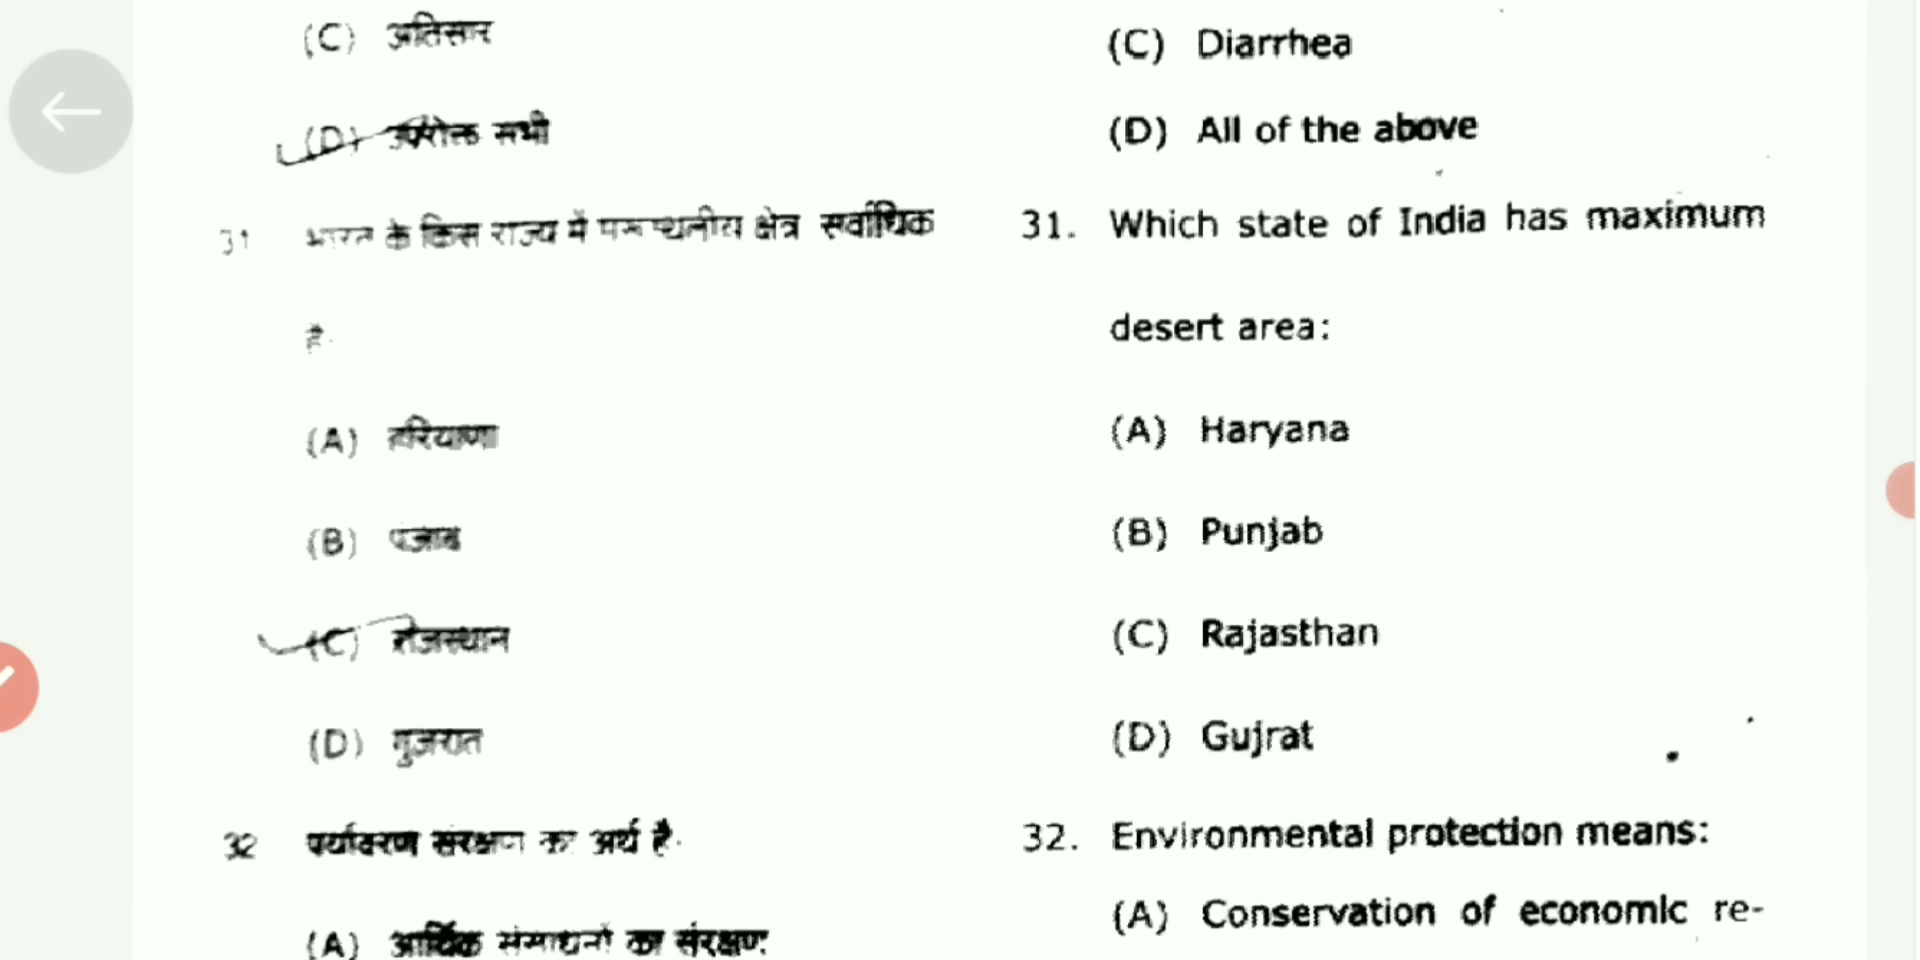 (C) अतिसार
(D) उपरोक्त सभी
31 भारत के किस राज्य में क्षेत्र सर्वाधिक
है.
(A) हरियाणा
(B) पंजाब
(C) राजस्थान
(D) गुजरात
32 पर्यावरण संरक्षण का अर्थ है.
(A) आर्थिक संसाधनों का संरक्षण.
(C) Diarrhea
(D) All of the above
31. Which state of India has maximum
desert area:
(A) Haryana
(B) Punjab
(C) Rajasthan
(D) Gujrat
32. Environmental protection means:
(A) Conservation of economic re-